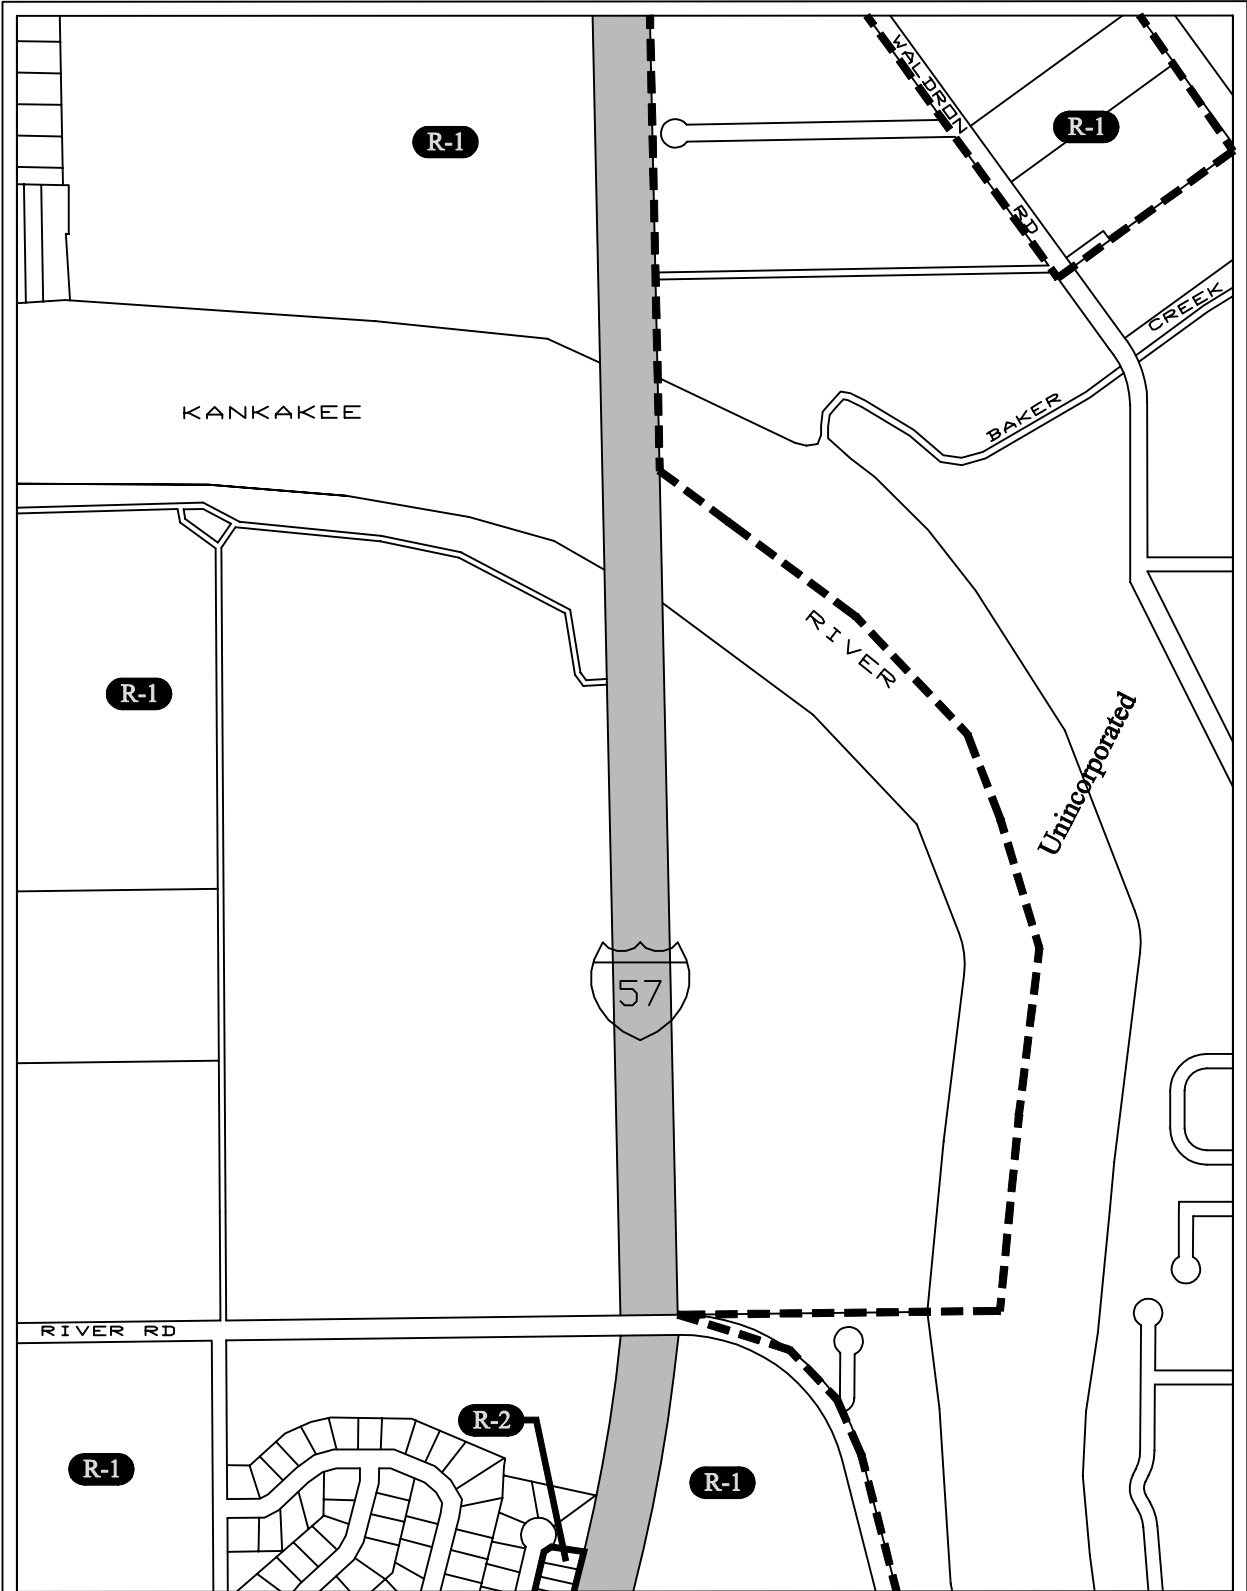 WALDRON
RD
R-1
R-1
CREEK
BAKER
KANKAKEE
RIVER
R-1
Unincorporated
57
RIVER RD
R-2
R-1
R-1